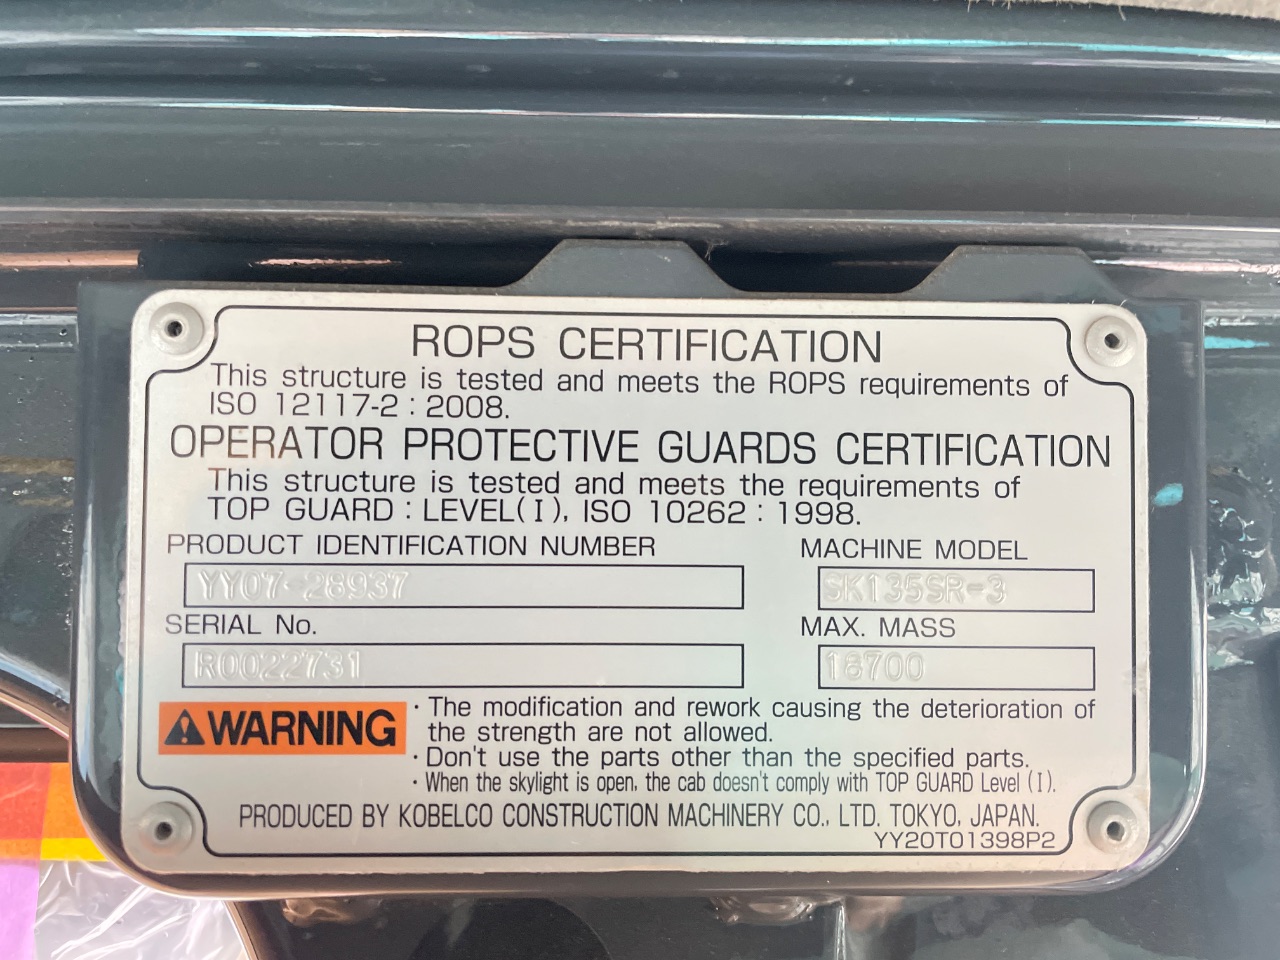 ROPS CERTIFICATION
This structure is tested and meets the ROPS requirements of
ISO 12117-2 : 2008.
OPERATOR PROTECTIVE GUARDS CERTIFICATION
This structure is tested and meets the requirements of
TOP GUARD : LEVEL(I), ISO 10262 : 1998.
PRODUCT IDENTIFICATION NUMBER
YY07-28937
MACHINE MODEL
SK135SR-3
SERIAL No.
R0022731
MAX. MASS
18700
WARNING
· The modification and rework causing the deterioration of
the strength are not allowed.
· Don't use the parts other than the specified parts.
· When the skylight is open, the cab doesn't comply with TOP GUARD Level (I).
PRODUCED BY KOBELCO CONSTRUCTION MACHINERY CO., LTD. TOKYO, JAPAN.
YY20T01398P2